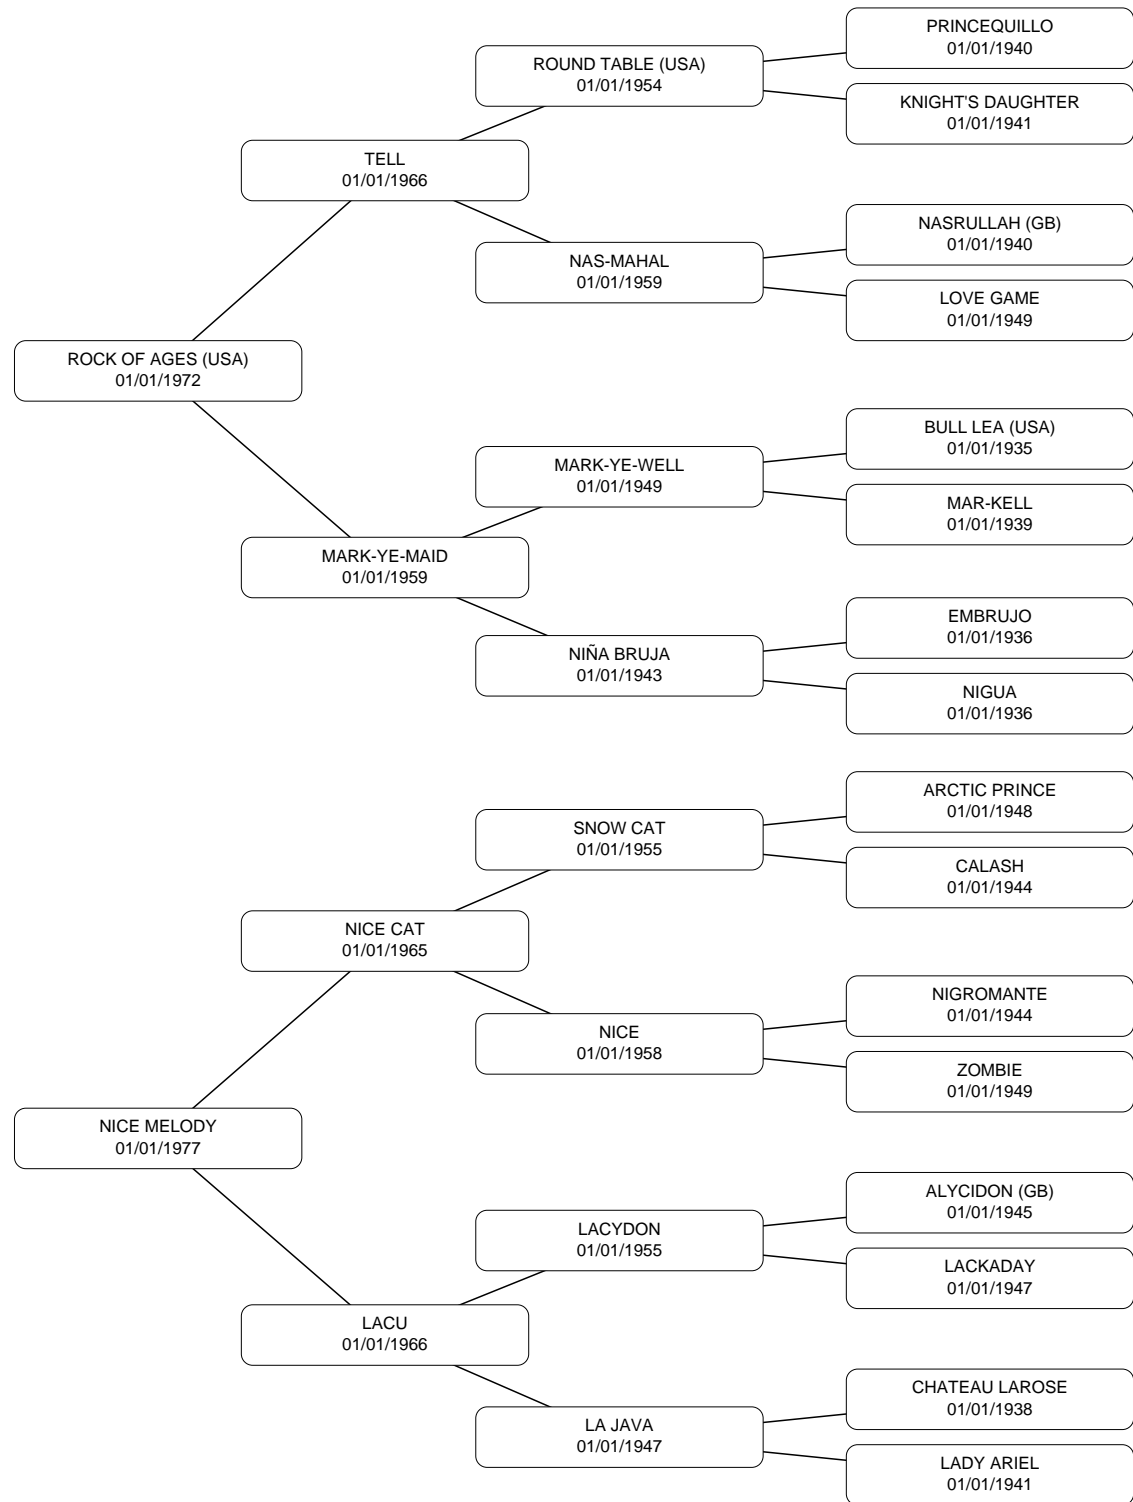 PRINCEQUILLO
01/01/1940
ROUND TABLE (USA)
01/01/1954
KNIGHT'S DAUGHTER
01/01/1941
TELL
01/01/1966
NASRULLAH (GB)
01/01/1940
NAS-MAHAL
01/01/1959
LOVE GAME
01/01/1949
ROCK OF AGES (USA)
01/01/1972
BULL LEA (USA)
01/01/1935
MARK-YE-WELL
01/01/1949
MAR-KELL
01/01/1939
MARK-YE-MAID
01/01/1959
EMBRUJO
01/01/1936
NIÑA BRUJA
01/01/1943
NIGUA
01/01/1936
ARCTIC PRINCE
01/01/1948
SNOW CAT
01/01/1955
CALASH
01/01/1944
NICE CAT
01/01/1965
NIGROMANTE
01/01/1944
NICE
01/01/1958
ZOMBIE
01/01/1949
NICE MELODY
01/01/1977
ALYCIDON (GB)
01/01/1945
LACYDON
01/01/1955
LACKADAY
01/01/1947
LACU
01/01/1966
CHATEAU LAROSE
01/01/1938
LA JAVA
01/01/1947
LADY ARIEL
01/01/1941